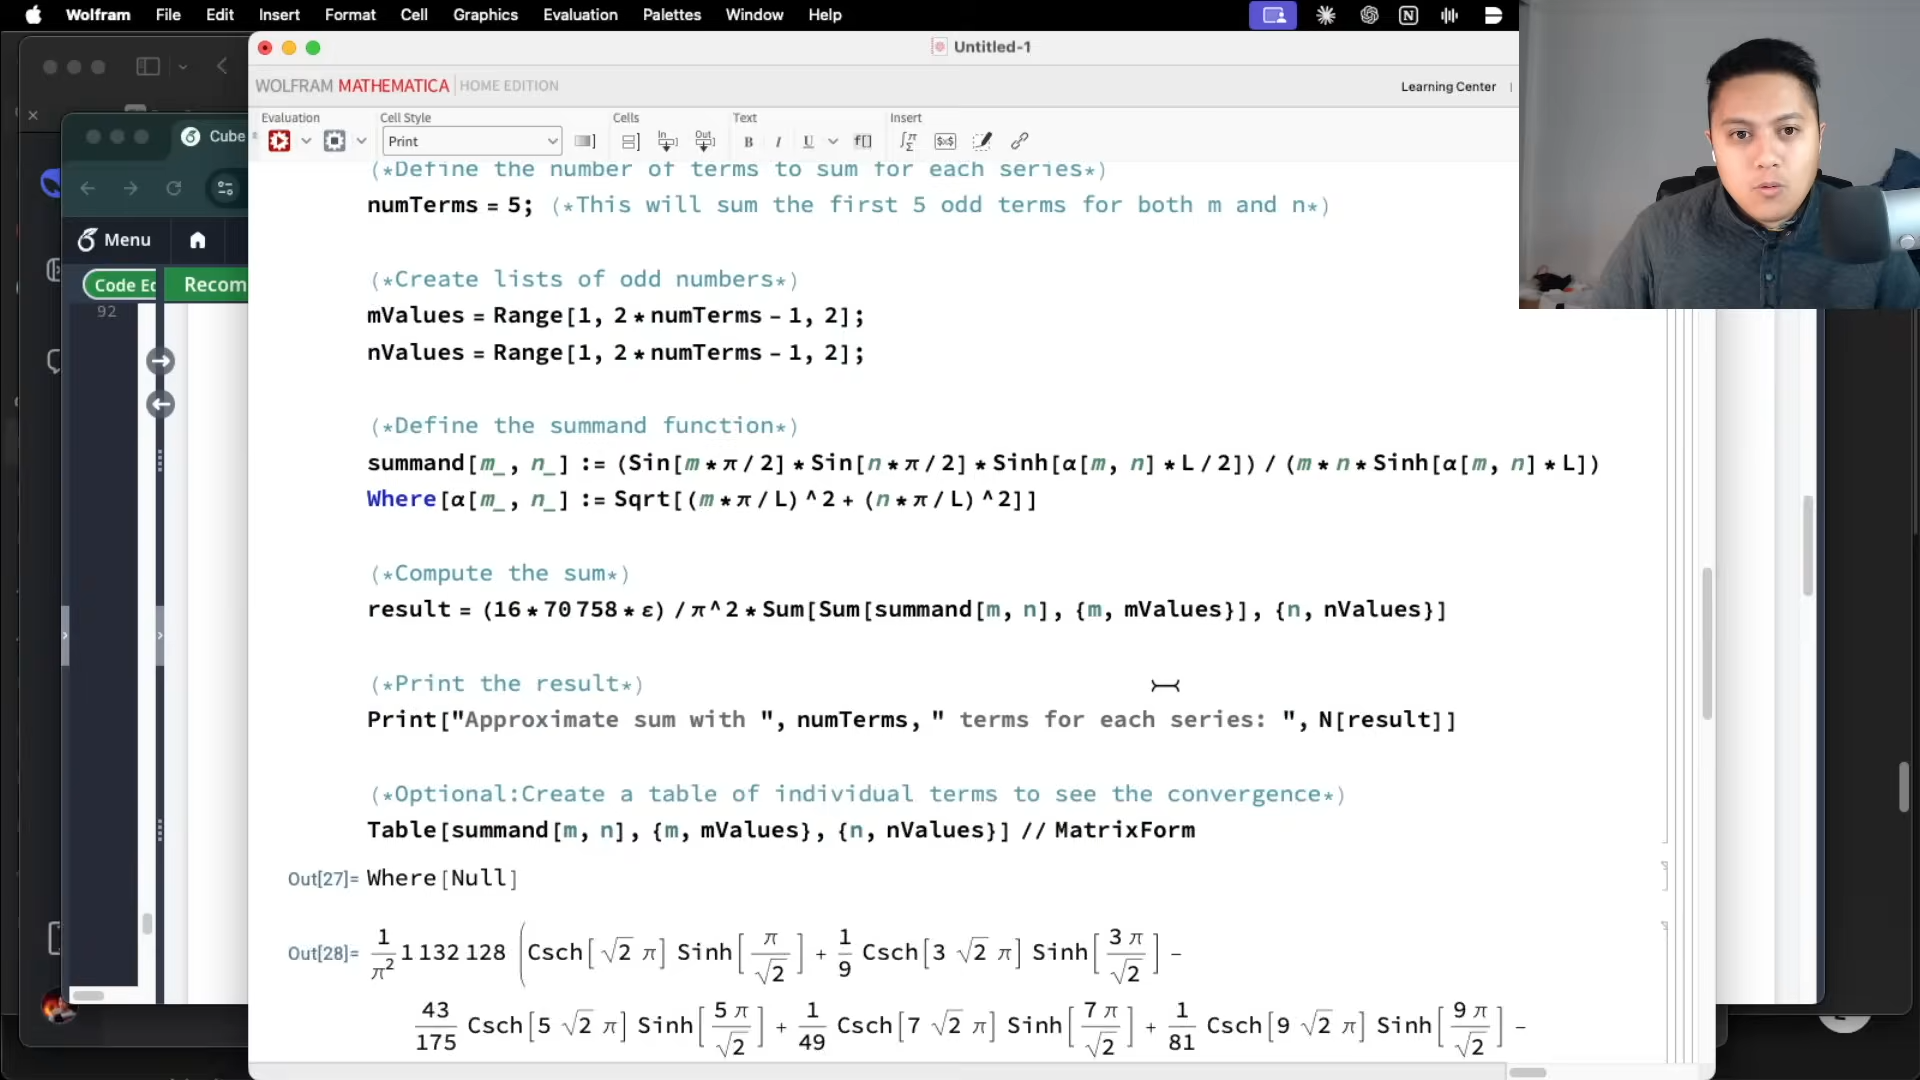 Wolfram File Edit Insert Format Cell Graphics Evaluation Palettes Window Help
Untitled-1
WOLFRAM MATHEMATICA HOME EDITION
Learning Center
Evaluation Cell Style Cells Text Insert
Print In Out B I U f[]
Cube
Menu
Code Ed
Recom
92
(*Define the number of terms to sum for each series*)
numTerms = 5; (*This will sum the first 5 odd terms for both m and n*)
(*Create lists of odd numbers*)
mValues = Range[1, 2 * numTerms - 1, 2];
nValues = Range[1, 2 * numTerms - 1, 2];
(*Define the summand function*)
summand[m_, n_] := (Sin[m * π / 2] * Sin[n * π / 2] * Sinh[α[m, n] * L / 2]) / (m * n * Sinh[α[m, n] * L])
Where[α[m_, n_] := Sqrt[(m * π / L) ^ 2 + (n * π / L) ^ 2]]
(*Compute the sum*)
result = (16 * 70 758 * ε) / π ^ 2 * Sum[Sum[summand[m, n], {m, mValues}], {n, nValues}]
(*Print the result*)
Print["Approximate sum with ", numTerms, " terms for each series: ", N[result]]
(*Optional:Create a table of individual terms to see the convergence*)
Table[summand[m, n], {m, mValues}, {n, nValues}] // MatrixForm
Out[27]= Where[Null]
Out[28]= 1/π² 1 132 128 (Csch[√2 π] Sinh[π/√2] + 1/9 Csch[3 √2 π] Sinh[3 π/√2] −
43/175 Csch[5 √2 π] Sinh[5 π/√2] + 1/49 Csch[7 √2 π] Sinh[7 π/√2] + 1/81 Csch[9 √2 π] Sinh[9 π/√2] −